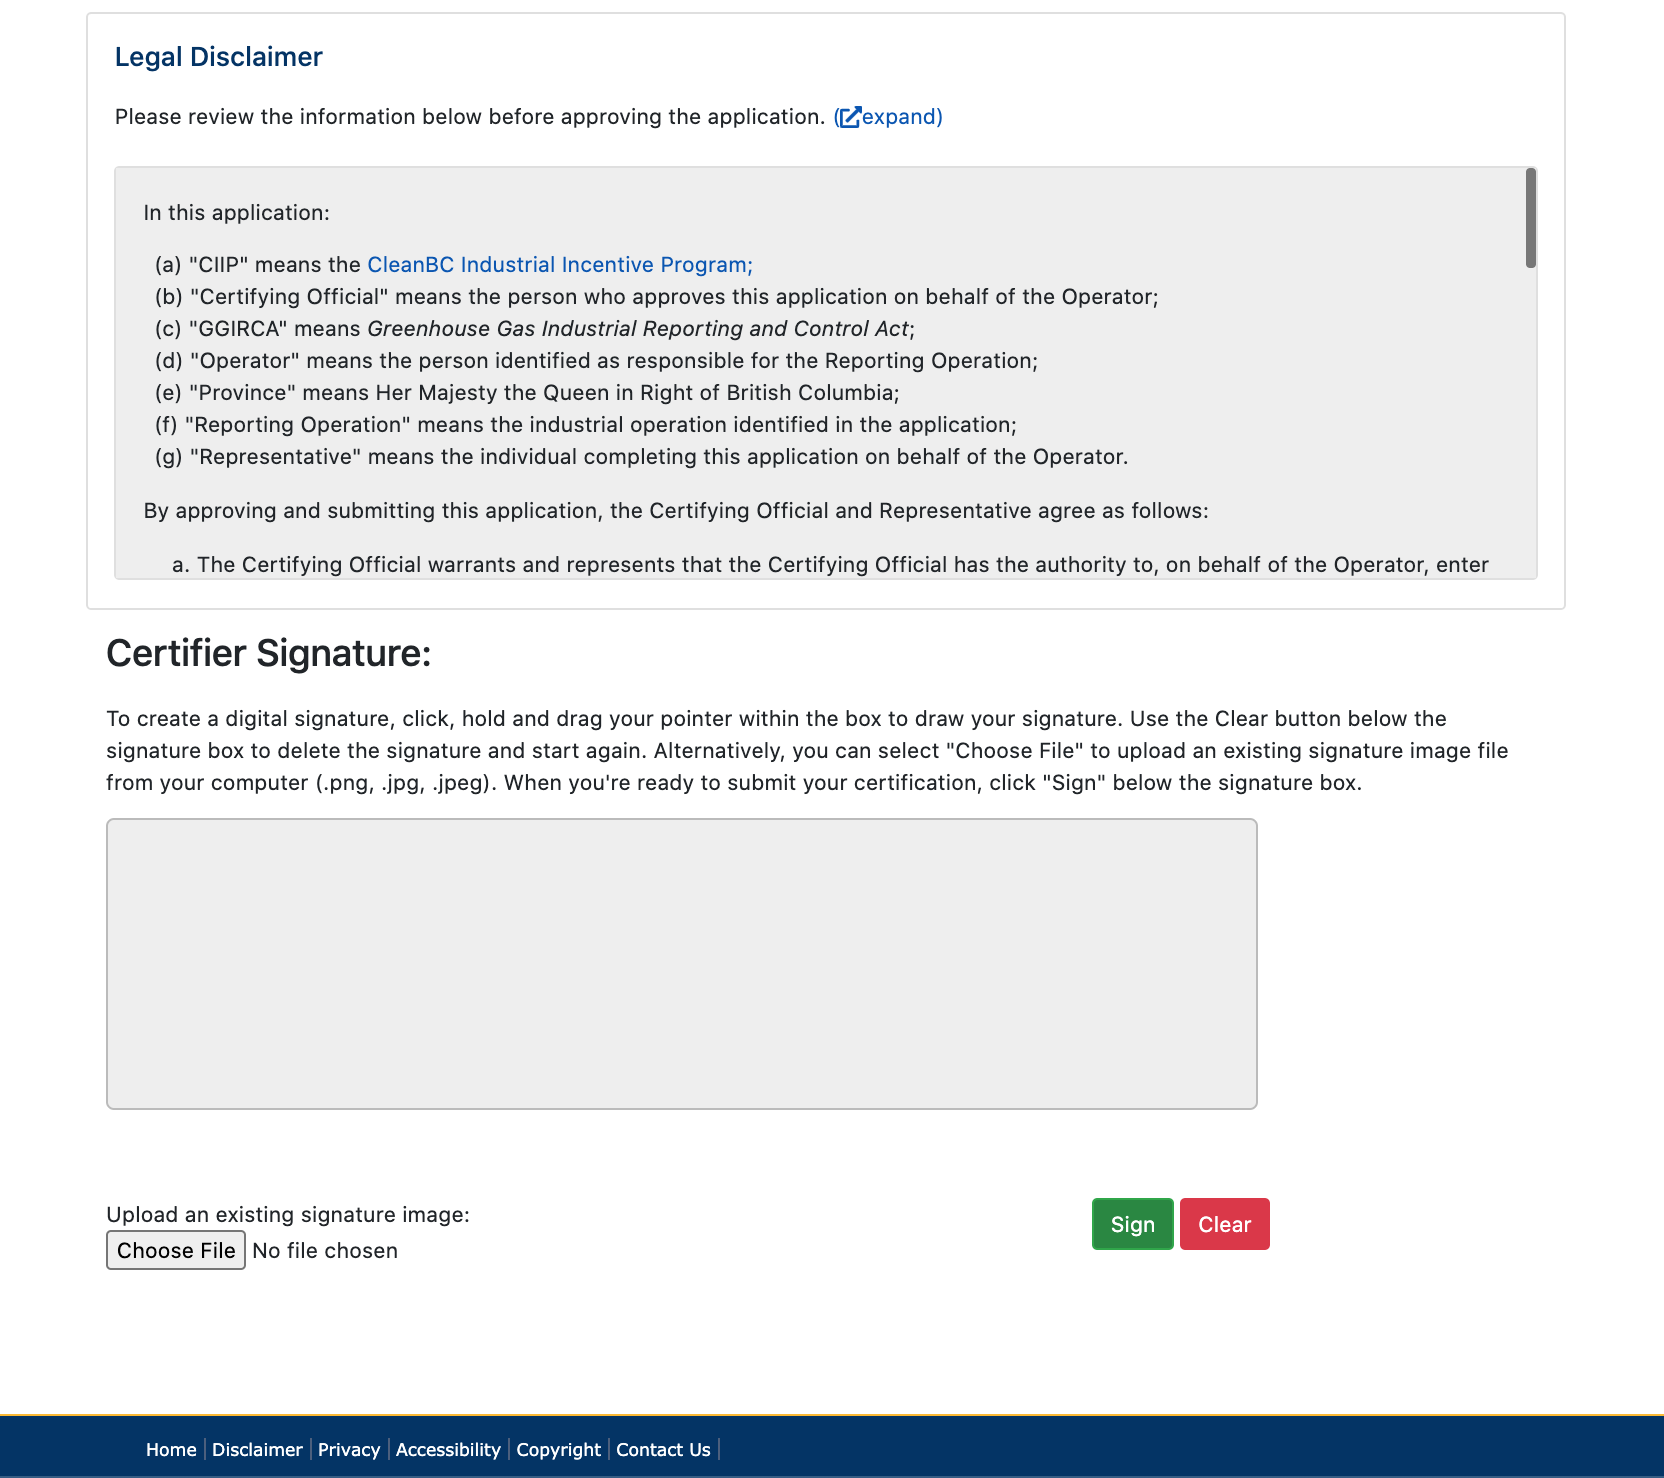 Legal Disclaimer
Please review the information below before approving the application. (expand)
In this application:
(a) "CIIP" means the CleanBC Industrial Incentive Program;
(b) "Certifying Official" means the person who approves this application on behalf of the Operator;
(c) "GGIRCA" means Greenhouse Gas Industrial Reporting and Control Act;
(d) "Operator" means the person identified as responsible for the Reporting Operation;
(e) "Province" means Her Majesty the Queen in Right of British Columbia;
(f) "Reporting Operation" means the industrial operation identified in the application;
(g) "Representative" means the individual completing this application on behalf of the Operator.
By approving and submitting this application, the Certifying Official and Representative agree as follows:
a. The Certifying Official warrants and represents that the Certifying Official has the authority to, on behalf of the Operator, enter
Certifier Signature:
To create a digital signature, click, hold and drag your pointer within the box to draw your signature. Use the Clear button below the
signature box to delete the signature and start again. Alternatively, you can select "Choose File" to upload an existing signature image file
from your computer (.png, .jpg, .jpeg). When you're ready to submit your certification, click "Sign" below the signature box.
Upload an existing signature image:
Choose File No file chosen
Sign Clear
Home Disclaimer Privacy Accessibility Copyright Contact Us